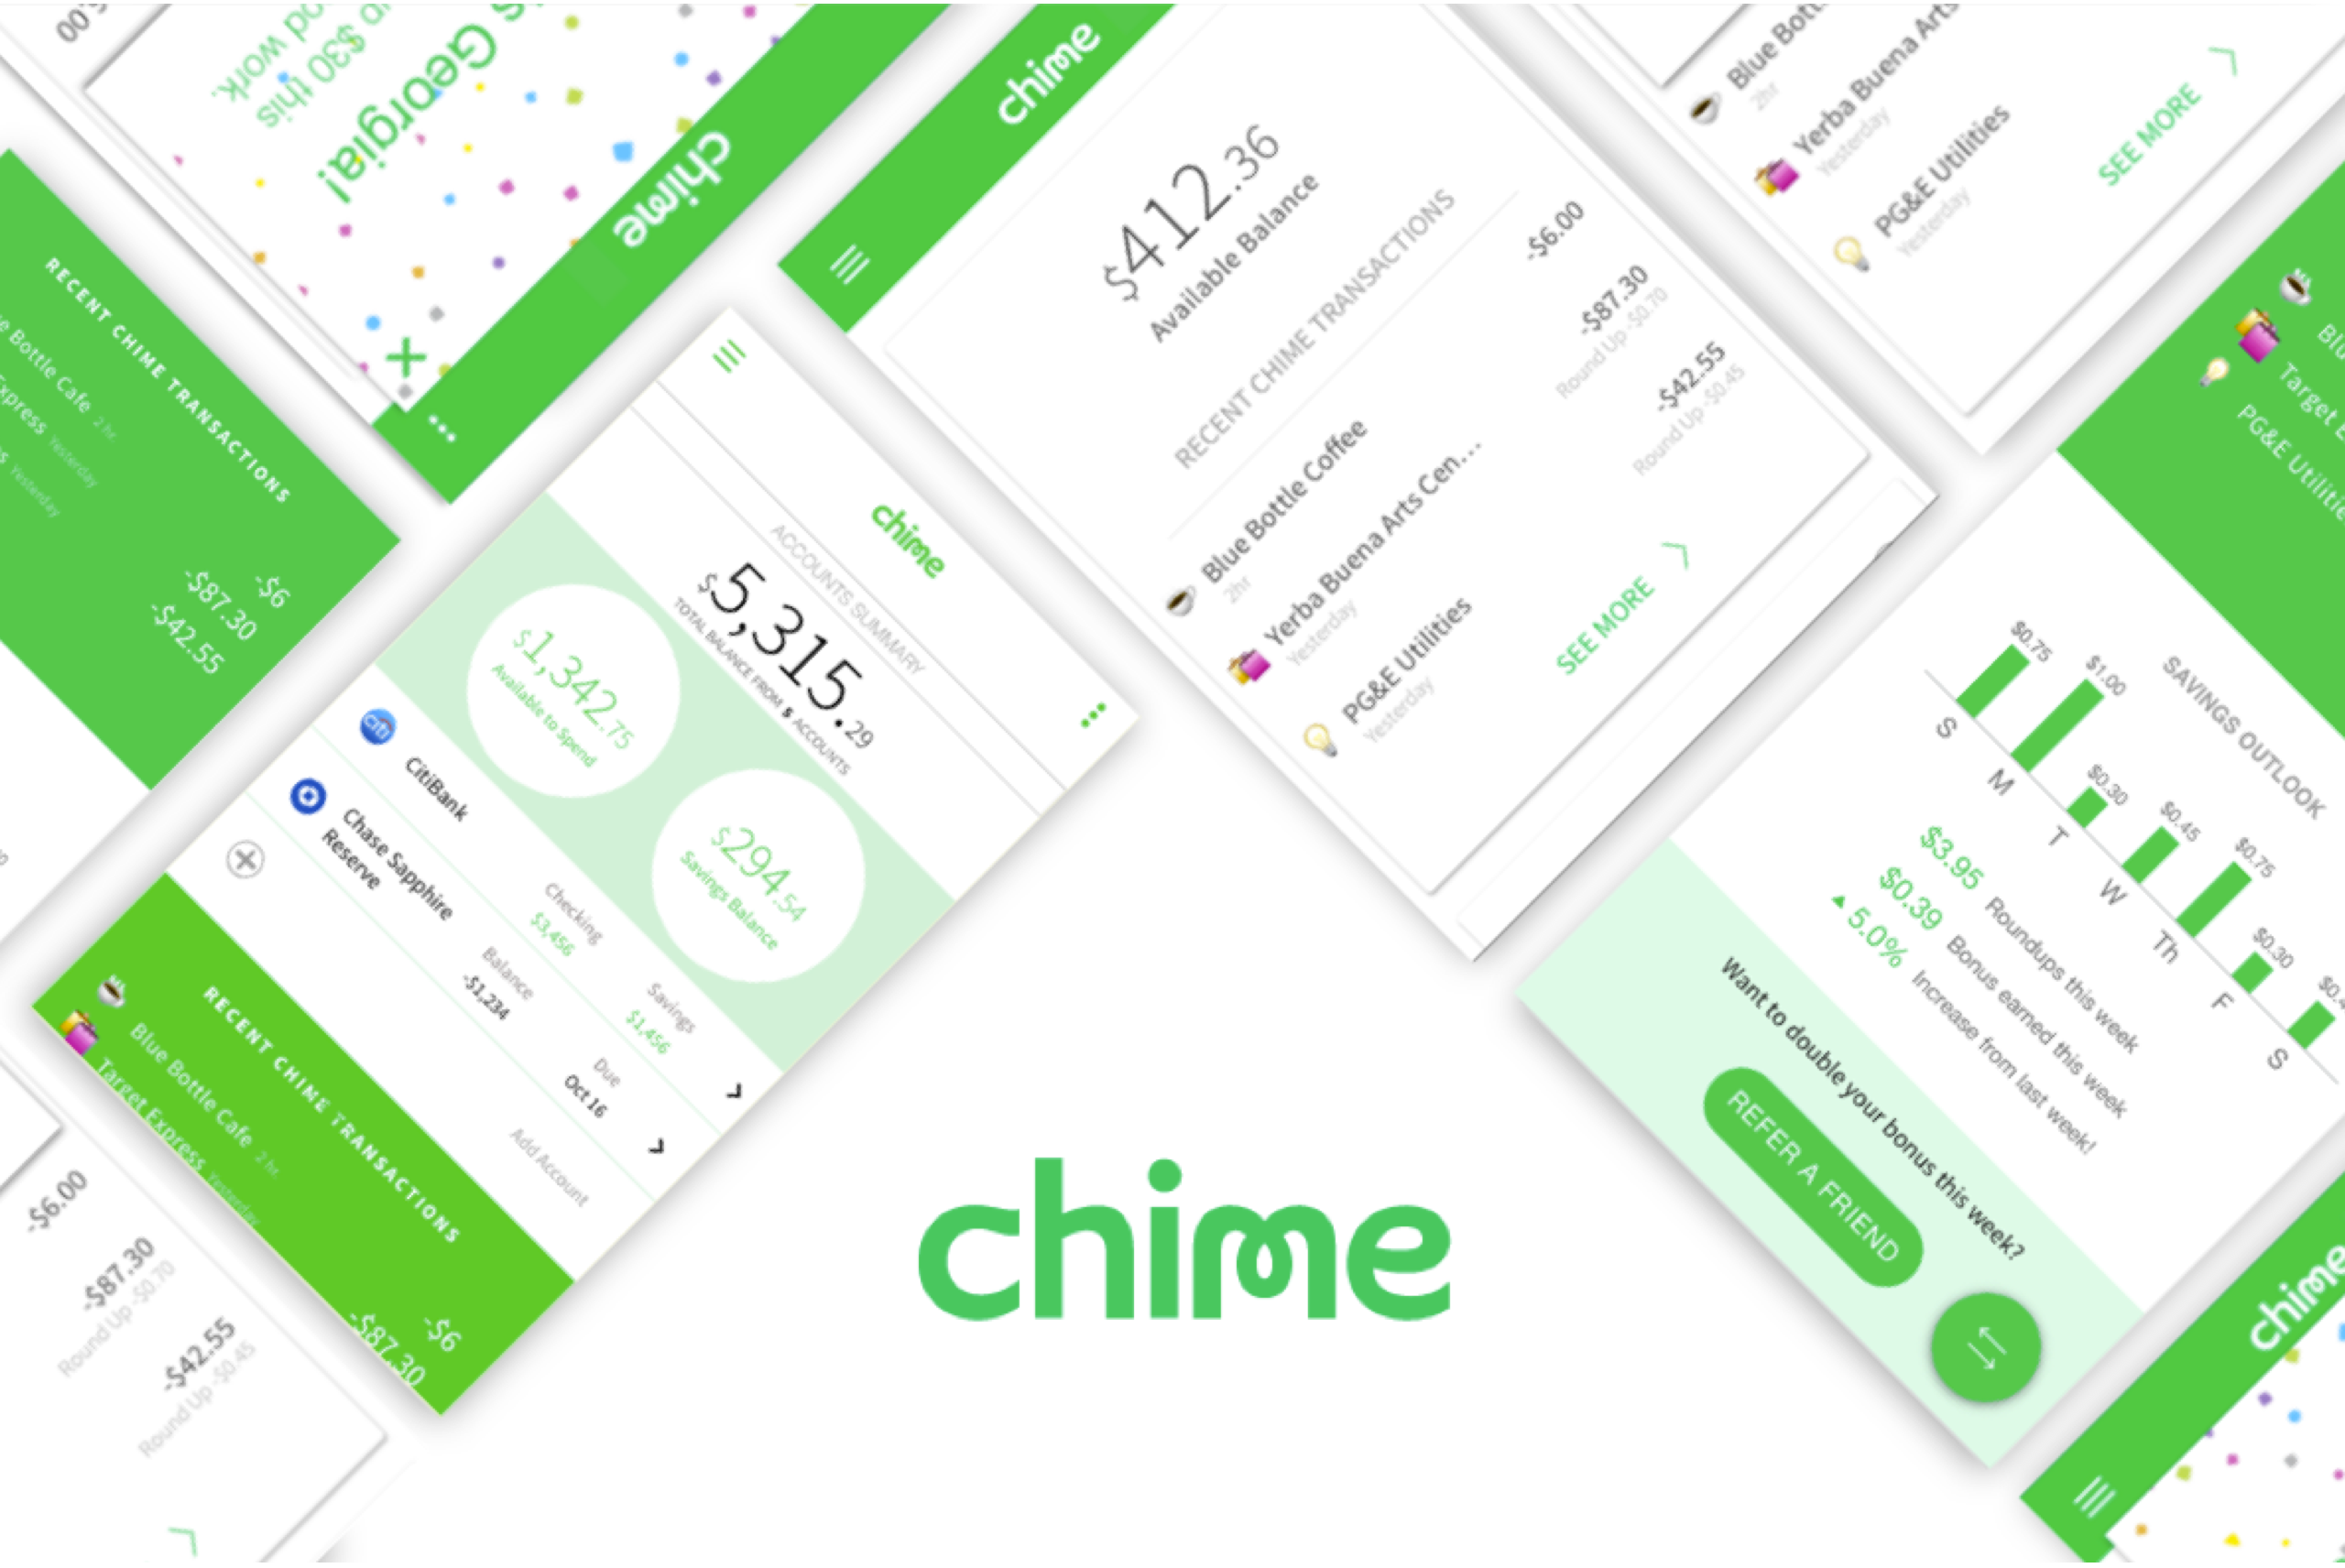 .00
s Georgia!
p $30 this
od work.
chime
RECENT CHIME TRANSACTIONS
e Bottle Cafe 2 hr.
Express Yesterday
s Yesterday
-$6
-$87.30
-$42.55
chime
ACCOUNTS SUMMARY
$5,315.29
TOTAL BALANCE FROM 5 ACCOUNTS
$1,342.75
Available to Spend
$294.54
Savings Balance
citi
CitiBank
Checking
$3,456
Savings
$1,456
Chase Sapphire
Reserve
Balance
-$1,234
Due
Oct 16
Add Account
RECENT CHIME TRANSACTIONS
Blue Bottle Cafe 2 hr.
-$6
Target Express Yesterday
-$87.30
chime
$412.36
Available Balance
RECENT CHIME TRANSACTIONS
Blue Bottle Coffee
2hr
-$6.00
Yerba Buena Arts Cen...
Yesterday
-$87.30
Round Up -$0.70
PG&E Utilities
Yesterday
-$42.55
Round Up -$0.45
SEE MORE
Blue Bott
2hr
Yerba Buena Arts
Yesterday
PG&E Utilities
Yesterday
SEE MORE
Blu
Target E
PG&E Utilitie
SAVINGS OUTLOOK
$0.75
$1.00
$0.30
$0.45
$0.75
$0.30
$0.4
S
M
T
W
Th
F
S
$3.95 Roundups this week
$0.39 Bonus earned this week
5.0% Increase from last week!
Want to double your bonus this week?
REFER A FRIEND
-$6.00
-$87.30
Round Up -$0.70
-$42.55
Round Up -$0.45
chime
chime